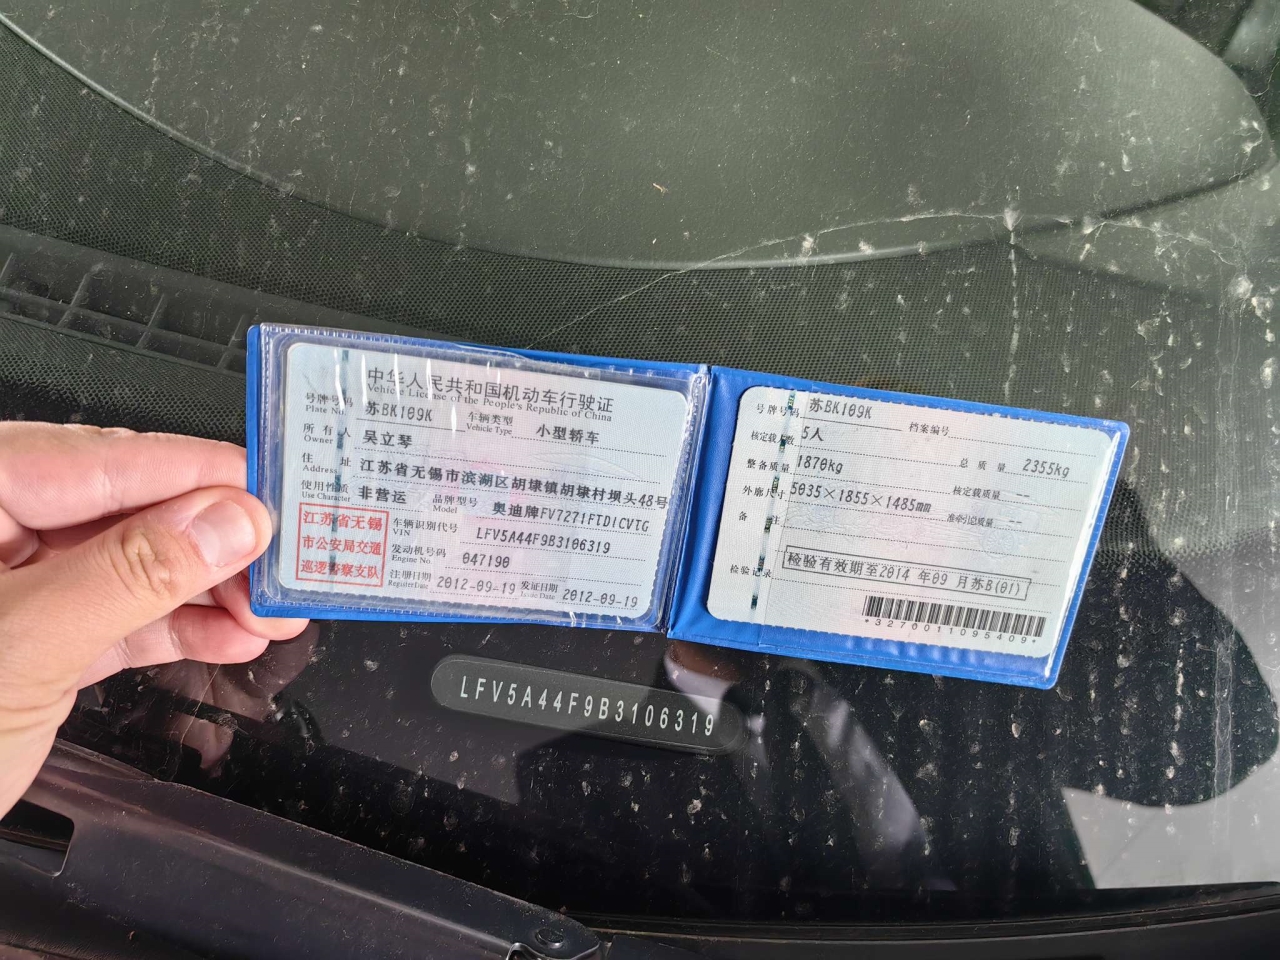 中华人民共和国机动车行驶证
Vehicle License of the People's Republic of China
号牌号码 苏BK109K 车辆类型 小型轿车
Plate No. Vehicle Type
所有人 吴立琴
Owner
住址 江苏省无锡市滨湖区胡埭镇胡埭村坝头48号
Address
使用性质 非营运 品牌型号 奥迪牌FV7271FTDICVTG
Use Character Model
江苏省无锡
市公安局交通
巡逻警察支队
车辆识别代号 LFV5A44F9B3106319
VIN
发动机号码 047190
Engine No.
注册日期 2012-09-19 发证日期 2012-09-19
Register Date Issue Date
号牌号码 苏BK109K 档案编号
核定载人数 5人 总质量 2355kg
整备质量 1870kg 核定载质量 --
外廓尺寸 5035×1855×1485mm 准牵引总质量 --
备注
检验记录 检验有效期至2014年09月苏B(01)
*3270011095409*
LFV5A44F9B3106319